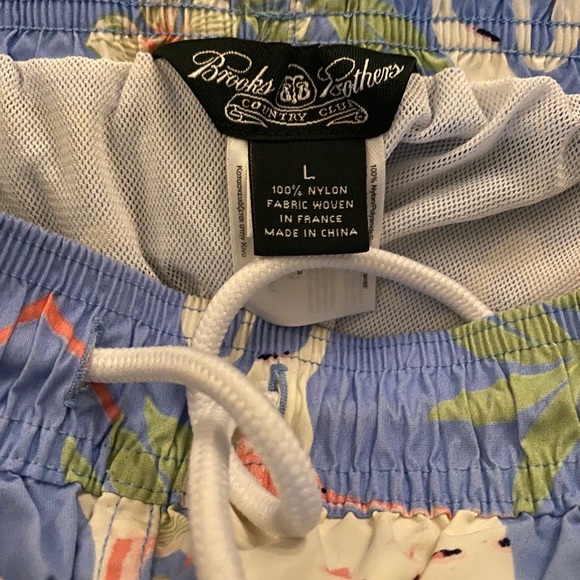 Brooks Brothers
BB
COUNTRY CLUB
L
100% NYLON
FABRIC WOVEN
IN FRANCE
MADE IN CHINA